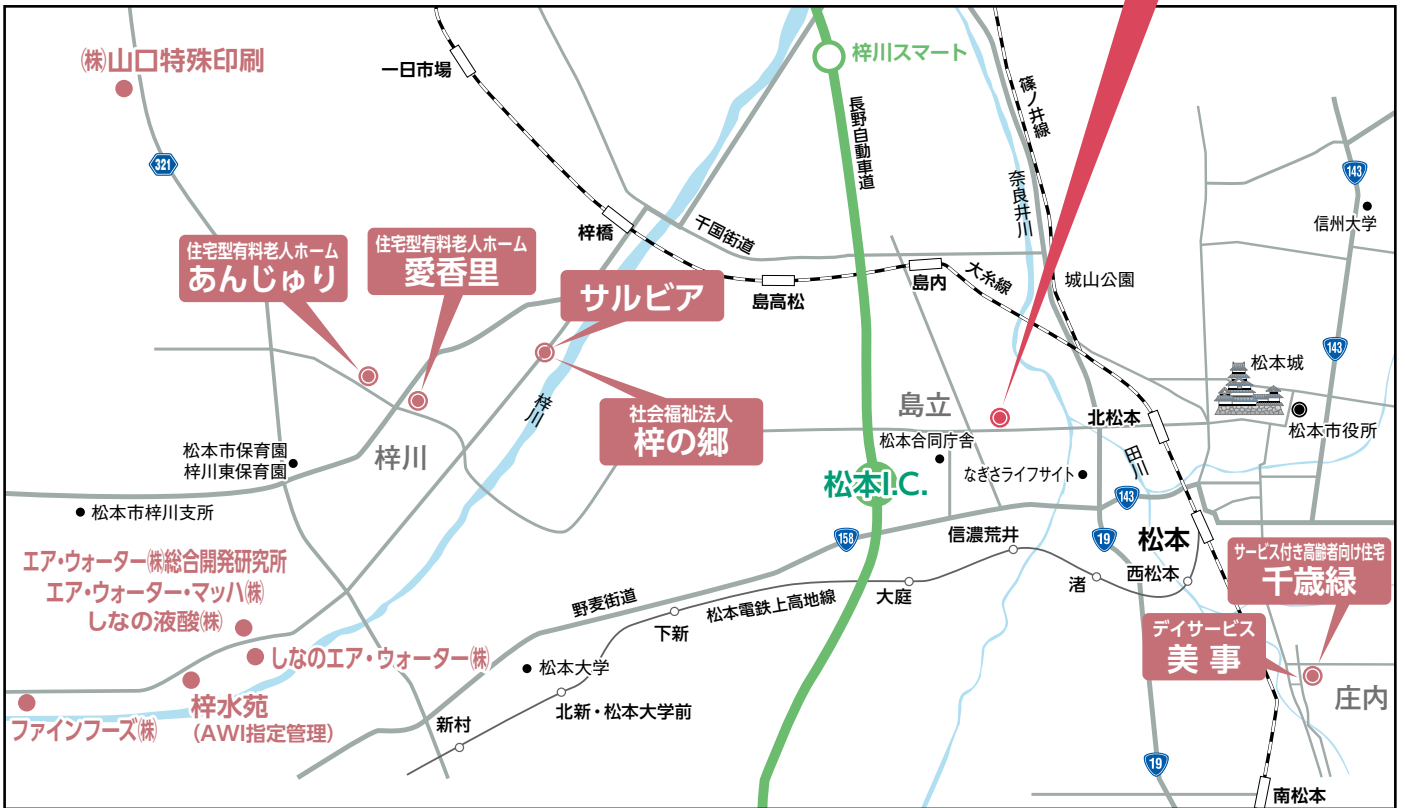 ㈱山口特殊印刷
一日市場
梓川スマート
長野自動車道
篠ノ井線
奈良井川
321
143
信州大学
住宅型有料老人ホーム
あんじゅり
住宅型有料老人ホーム
愛香里
梓橋
千国街道
サルビア
島高松
島内
大糸線
城山公園
143
松本城
松本市役所
梓川
社会福祉法人
梓の郷
島立
松本合同庁舎
なぎさライフサイト
北松本
田川
松本市保育園
梓川東保育園
梓川
松本I.C.
143
松本市梓川支所
158
19
信濃荒井
松本
渚
西松本
サービス付き高齢者向け住宅
千歳緑
エア・ウォーター㈱総合開発研究所
エア・ウォーター・マッハ㈱
しなの液酸㈱
野麦街道
下新
松本電鉄上高地線
大庭
デイサービス
美事
しなのエア・ウォーター㈱
松本大学
北新・松本大学前
新村
庄内
ファインフーズ㈱
梓水苑
(AWI指定管理)
19
南松本